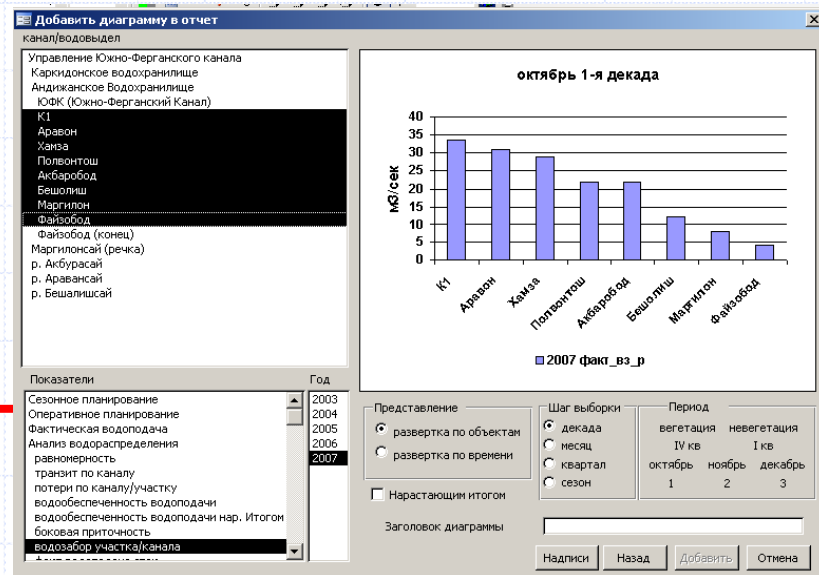 Добавить диаграмму в отчет
канал/водовыдел
Управление Южно-Ферганского канала
Каркидонское водохранилище
Андижанское Водохранилище
ЮФК (Южно-Ферганский Канал)
К1
Аравон
Хамза
Полвонтош
Акбаробод
Бешолиш
Маргилон
Файзобод
Файзобод (конец)
Маргилонсай (речка)
р. Акбурасай
р. Аравансай
р. Бешалишсай
октябрь 1-я декада
м3/сек
40
35
30
25
20
15
10
5
0
К1
Аравон
Хамза
Полвонтош
Акбаробод
Бешолиш
Маргилон
Файзобод
2007 факт_вз_р
Показатели
Сезонное планирование
Оперативное планирование
Фактическая водоподача
Анализ водораспределения
равномерность
транзит по каналу
потери по каналу/участку
водообеспеченность водоподачи
водообеспеченность водоподачи нар. Итогом
боковая приточность
водозабор участка/канала
Год
2003
2004
2005
2006
2007
Представление
развертка по объектам
развертка по времени
Нарастающим итогом
Шаг выборки
декада
месяц
квартал
сезон
Период
вегетация невегетация
IV кв I кв
октябрь ноябрь декабрь
1 2 3
Заголовок диаграммы
Надписи Назад Добавить Отмена